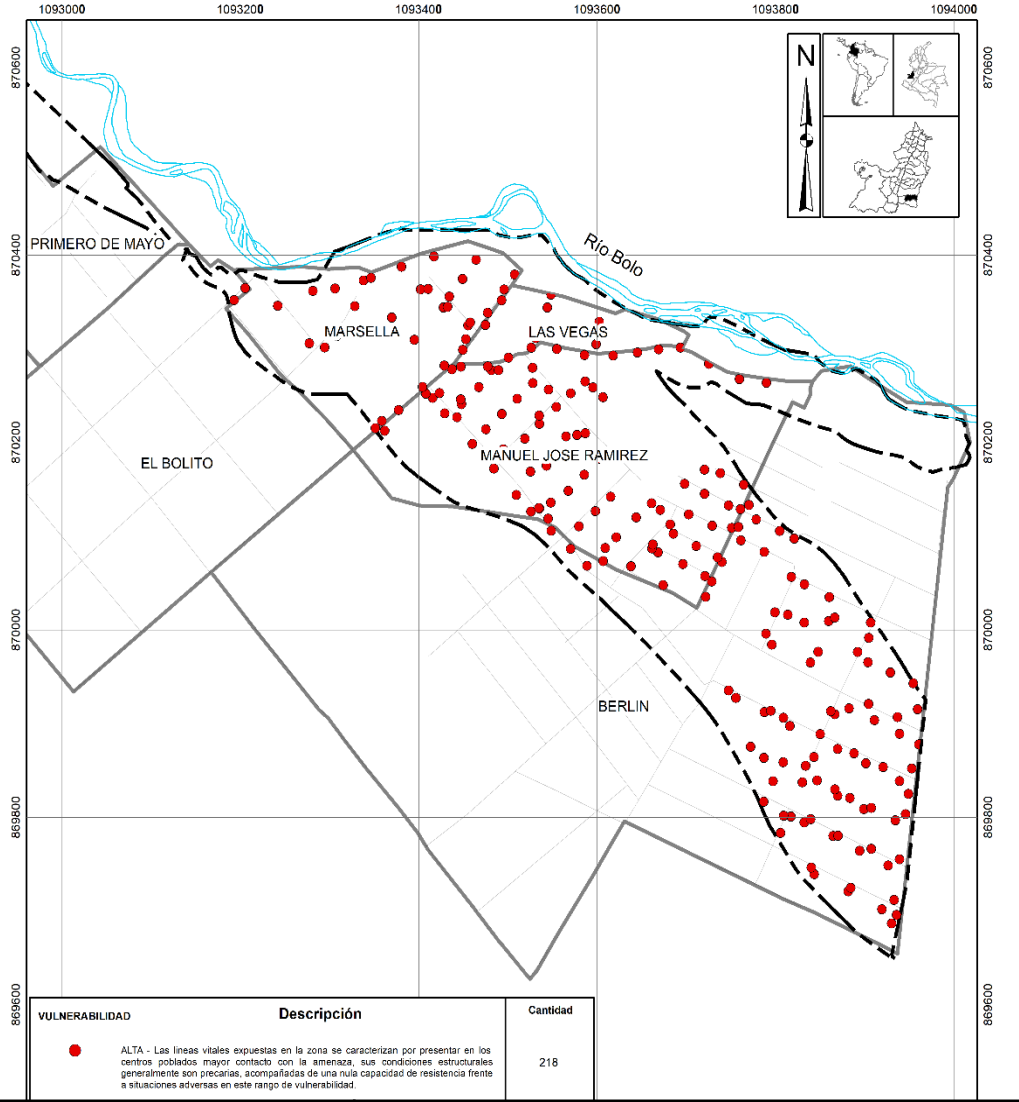 1093000 1093200 1093400 1093600 1093800 1094000
870600 870600
N
Río Bolo
PRIMERO DE MAYO
870400 870400
MARSELLA LAS VEGAS
870200 870200
EL BOLITO
MANUEL JOSE RAMIREZ
870000 870000
BERLIN
869800 869800
869600 869600
VULNERABILIDAD Descripción Cantidad
ALTA - Las lineas vitales expuestas en la zona se caracterizan por presentar en los
centros poblados mayor contacto con la amenaza, sus condiciones estructurales
generalmente son precarias, acompañadas de una nula capacidad de resistencia frente
a situaciones adversas en este rango de vulnerabilidad.
218